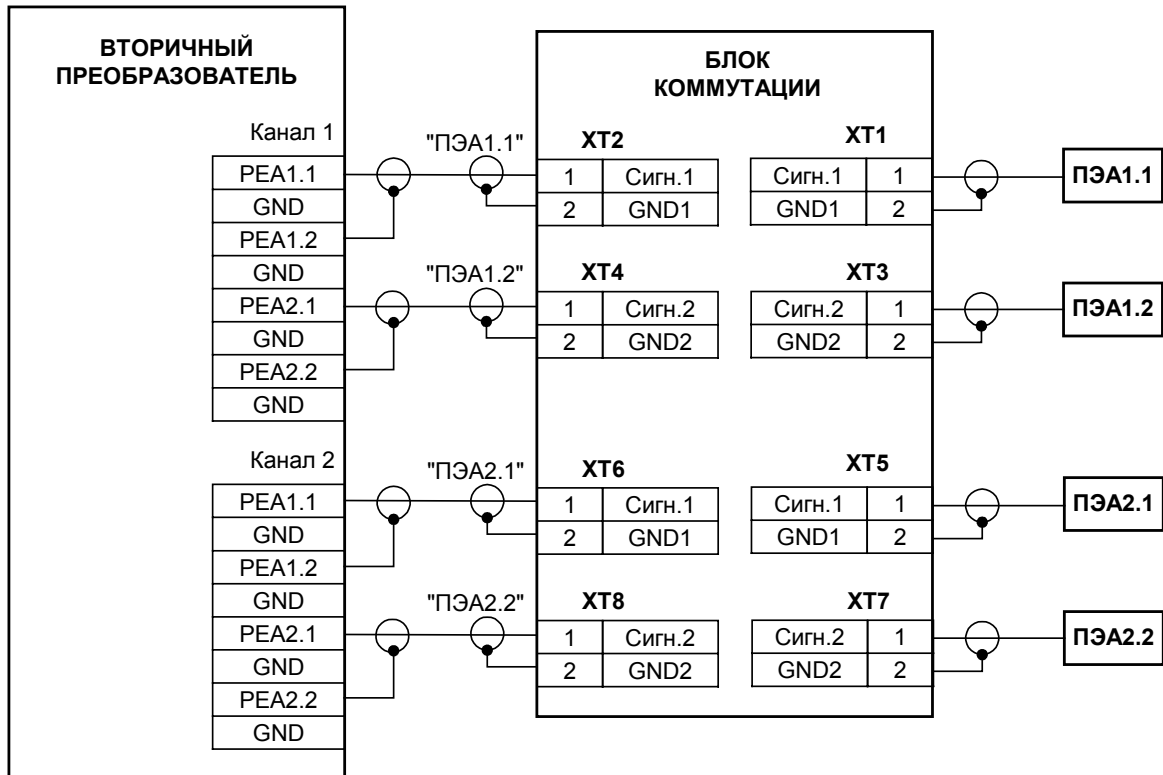 ВТОРИЧНЫЙ
ПРЕОБРАЗОВАТЕЛЬ
Канал 1
PEA1.1
GND
PEA1.2
GND
PEA2.1
GND
PEA2.2
GND
Канал 2
PEA1.1
GND
PEA1.2
GND
PEA2.1
GND
PEA2.2
GND
"ПЭА1.1"
"ПЭА1.2"
"ПЭА2.1"
"ПЭА2.2"
БЛОК
КОММУТАЦИИ
XT2
1 Сигн.1
2 GND1
XT1
Сигн.1 1
GND1 2
XT4
1 Сигн.2
2 GND2
XT3
Сигн.2 1
GND2 2
XT6
1 Сигн.1
2 GND1
XT5
Сигн.1 1
GND1 2
XT8
1 Сигн.2
2 GND2
XT7
Сигн.2 1
GND2 2
ПЭА1.1
ПЭА1.2
ПЭА2.1
ПЭА2.2